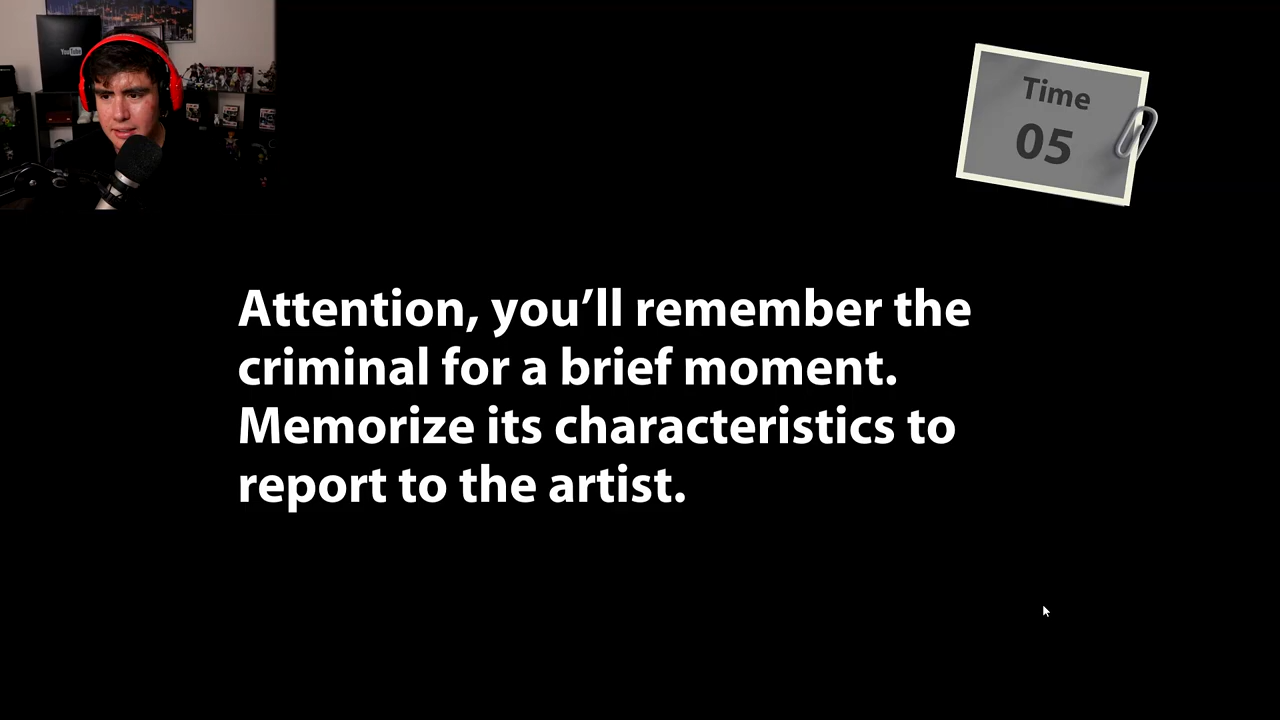 YouTube
Time
05
Attention, you’ll remember the
criminal for a brief moment.
Memorize its characteristics to
report to the artist.